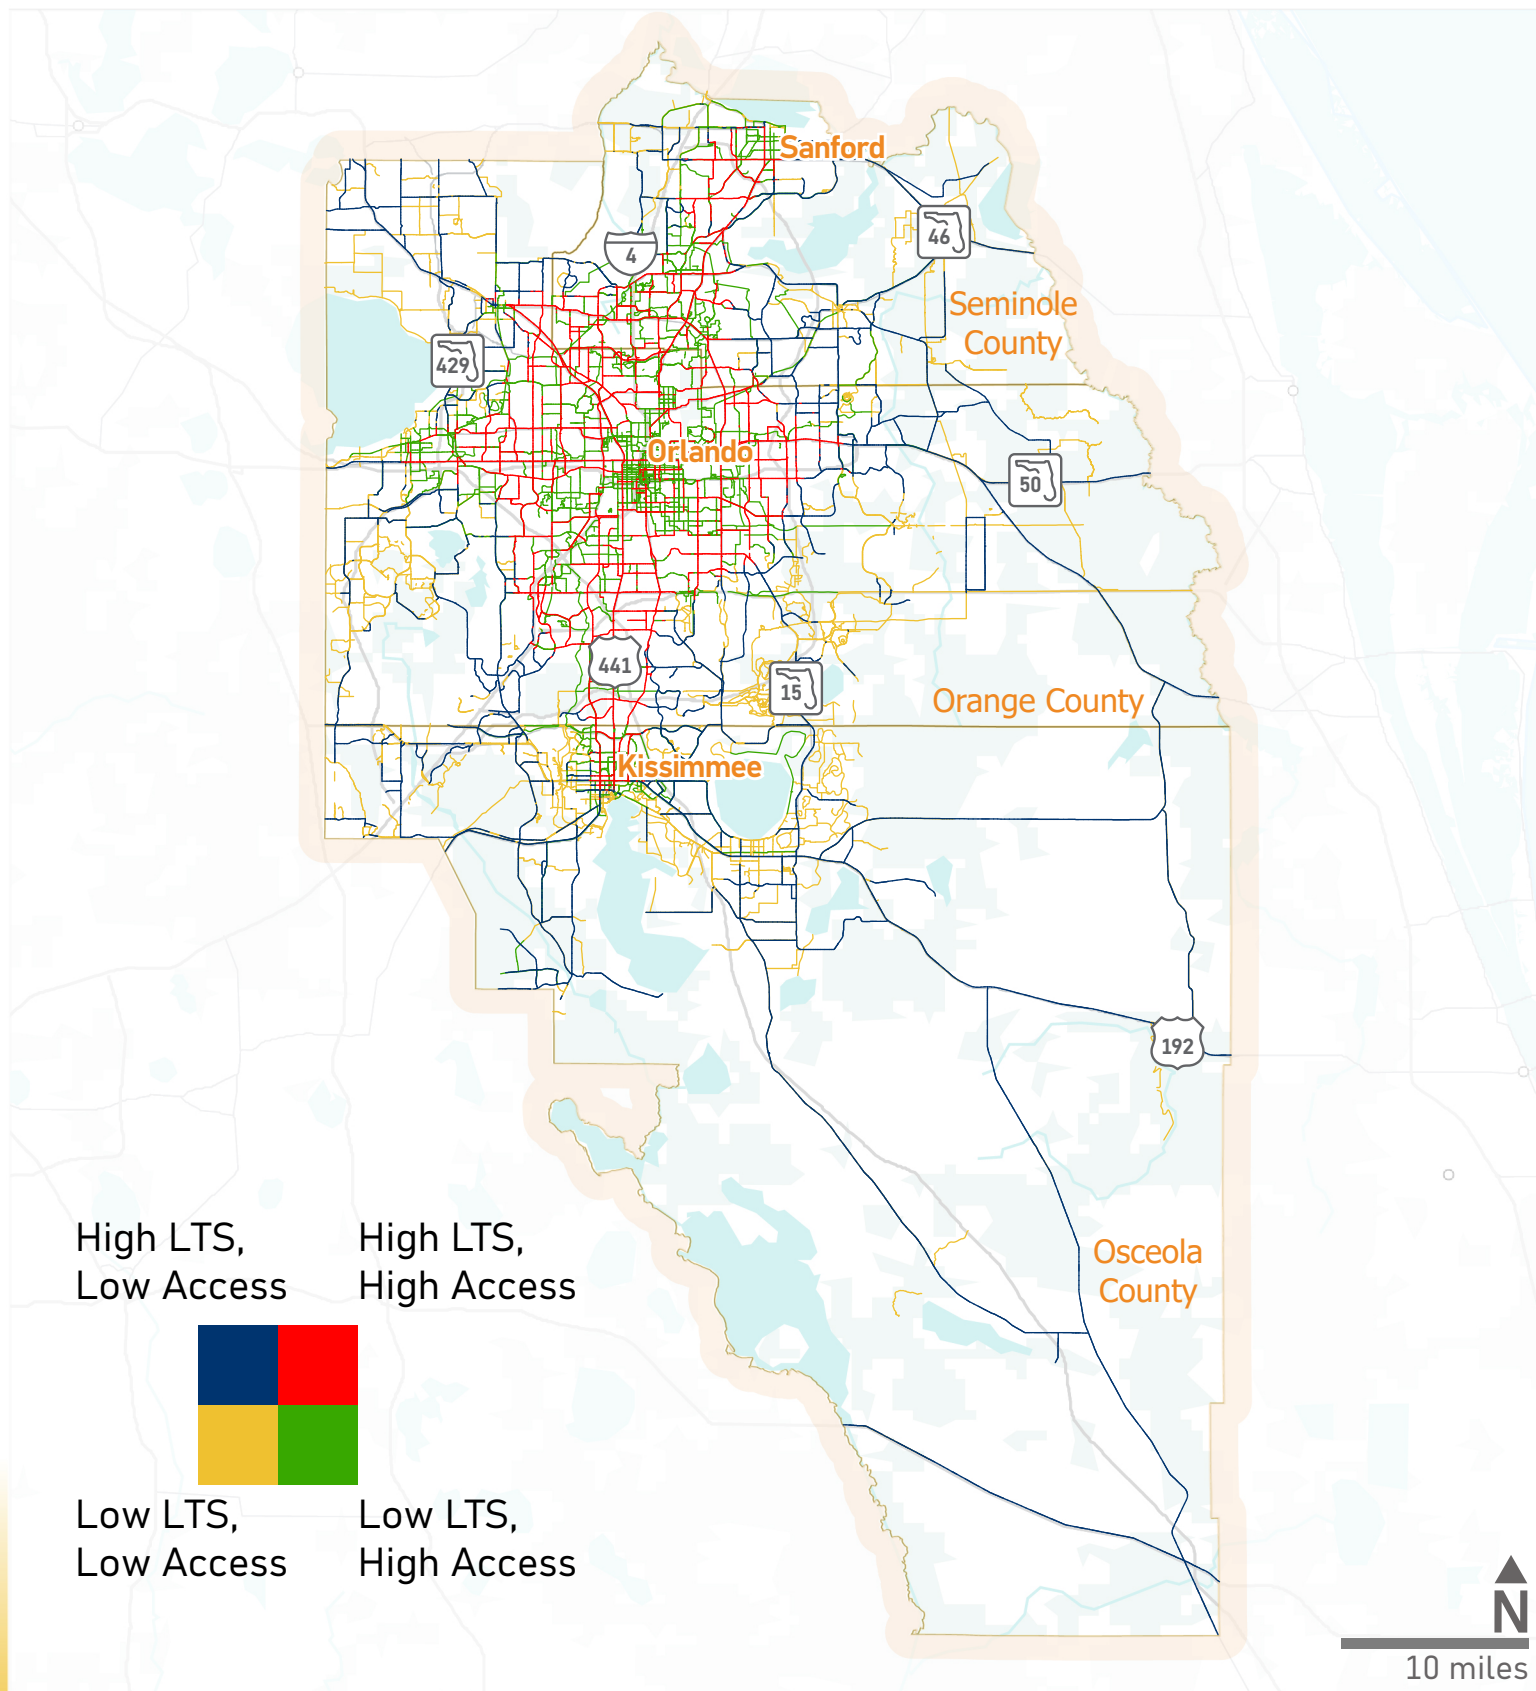 Sanford
46
4
Seminole
County
429
Orlando
50
441
15
Orange County
Kissimmee
192
High LTS,
Low Access
High LTS,
High Access
Osceola
County
Low LTS,
Low Access
Low LTS,
High Access
N
10 miles